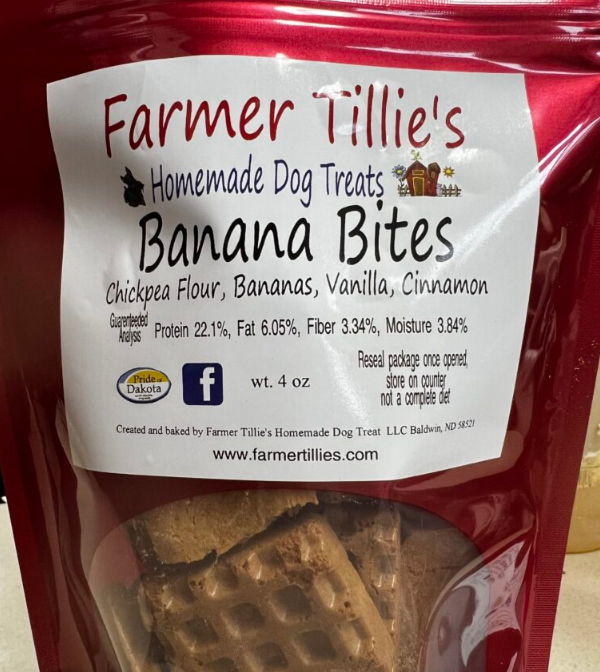 Farmer Tillie's
Homemade Dog Treats
Banana Bites
Chickpea Flour, Bananas, Vanilla, Cinnamon
Guarenteeded
Analysis
Protein 22.1%, Fat 6.05%, Fiber 3.34%, Moisture 3.84%
Pride of
Dakota
f
wt. 4 oz
Reseal package once opened,
store on counter
not a complete diet
Created and baked by Farmer Tillie's Homemade Dog Treat LLC Baldwin, ND 58521
www.farmertillies.com